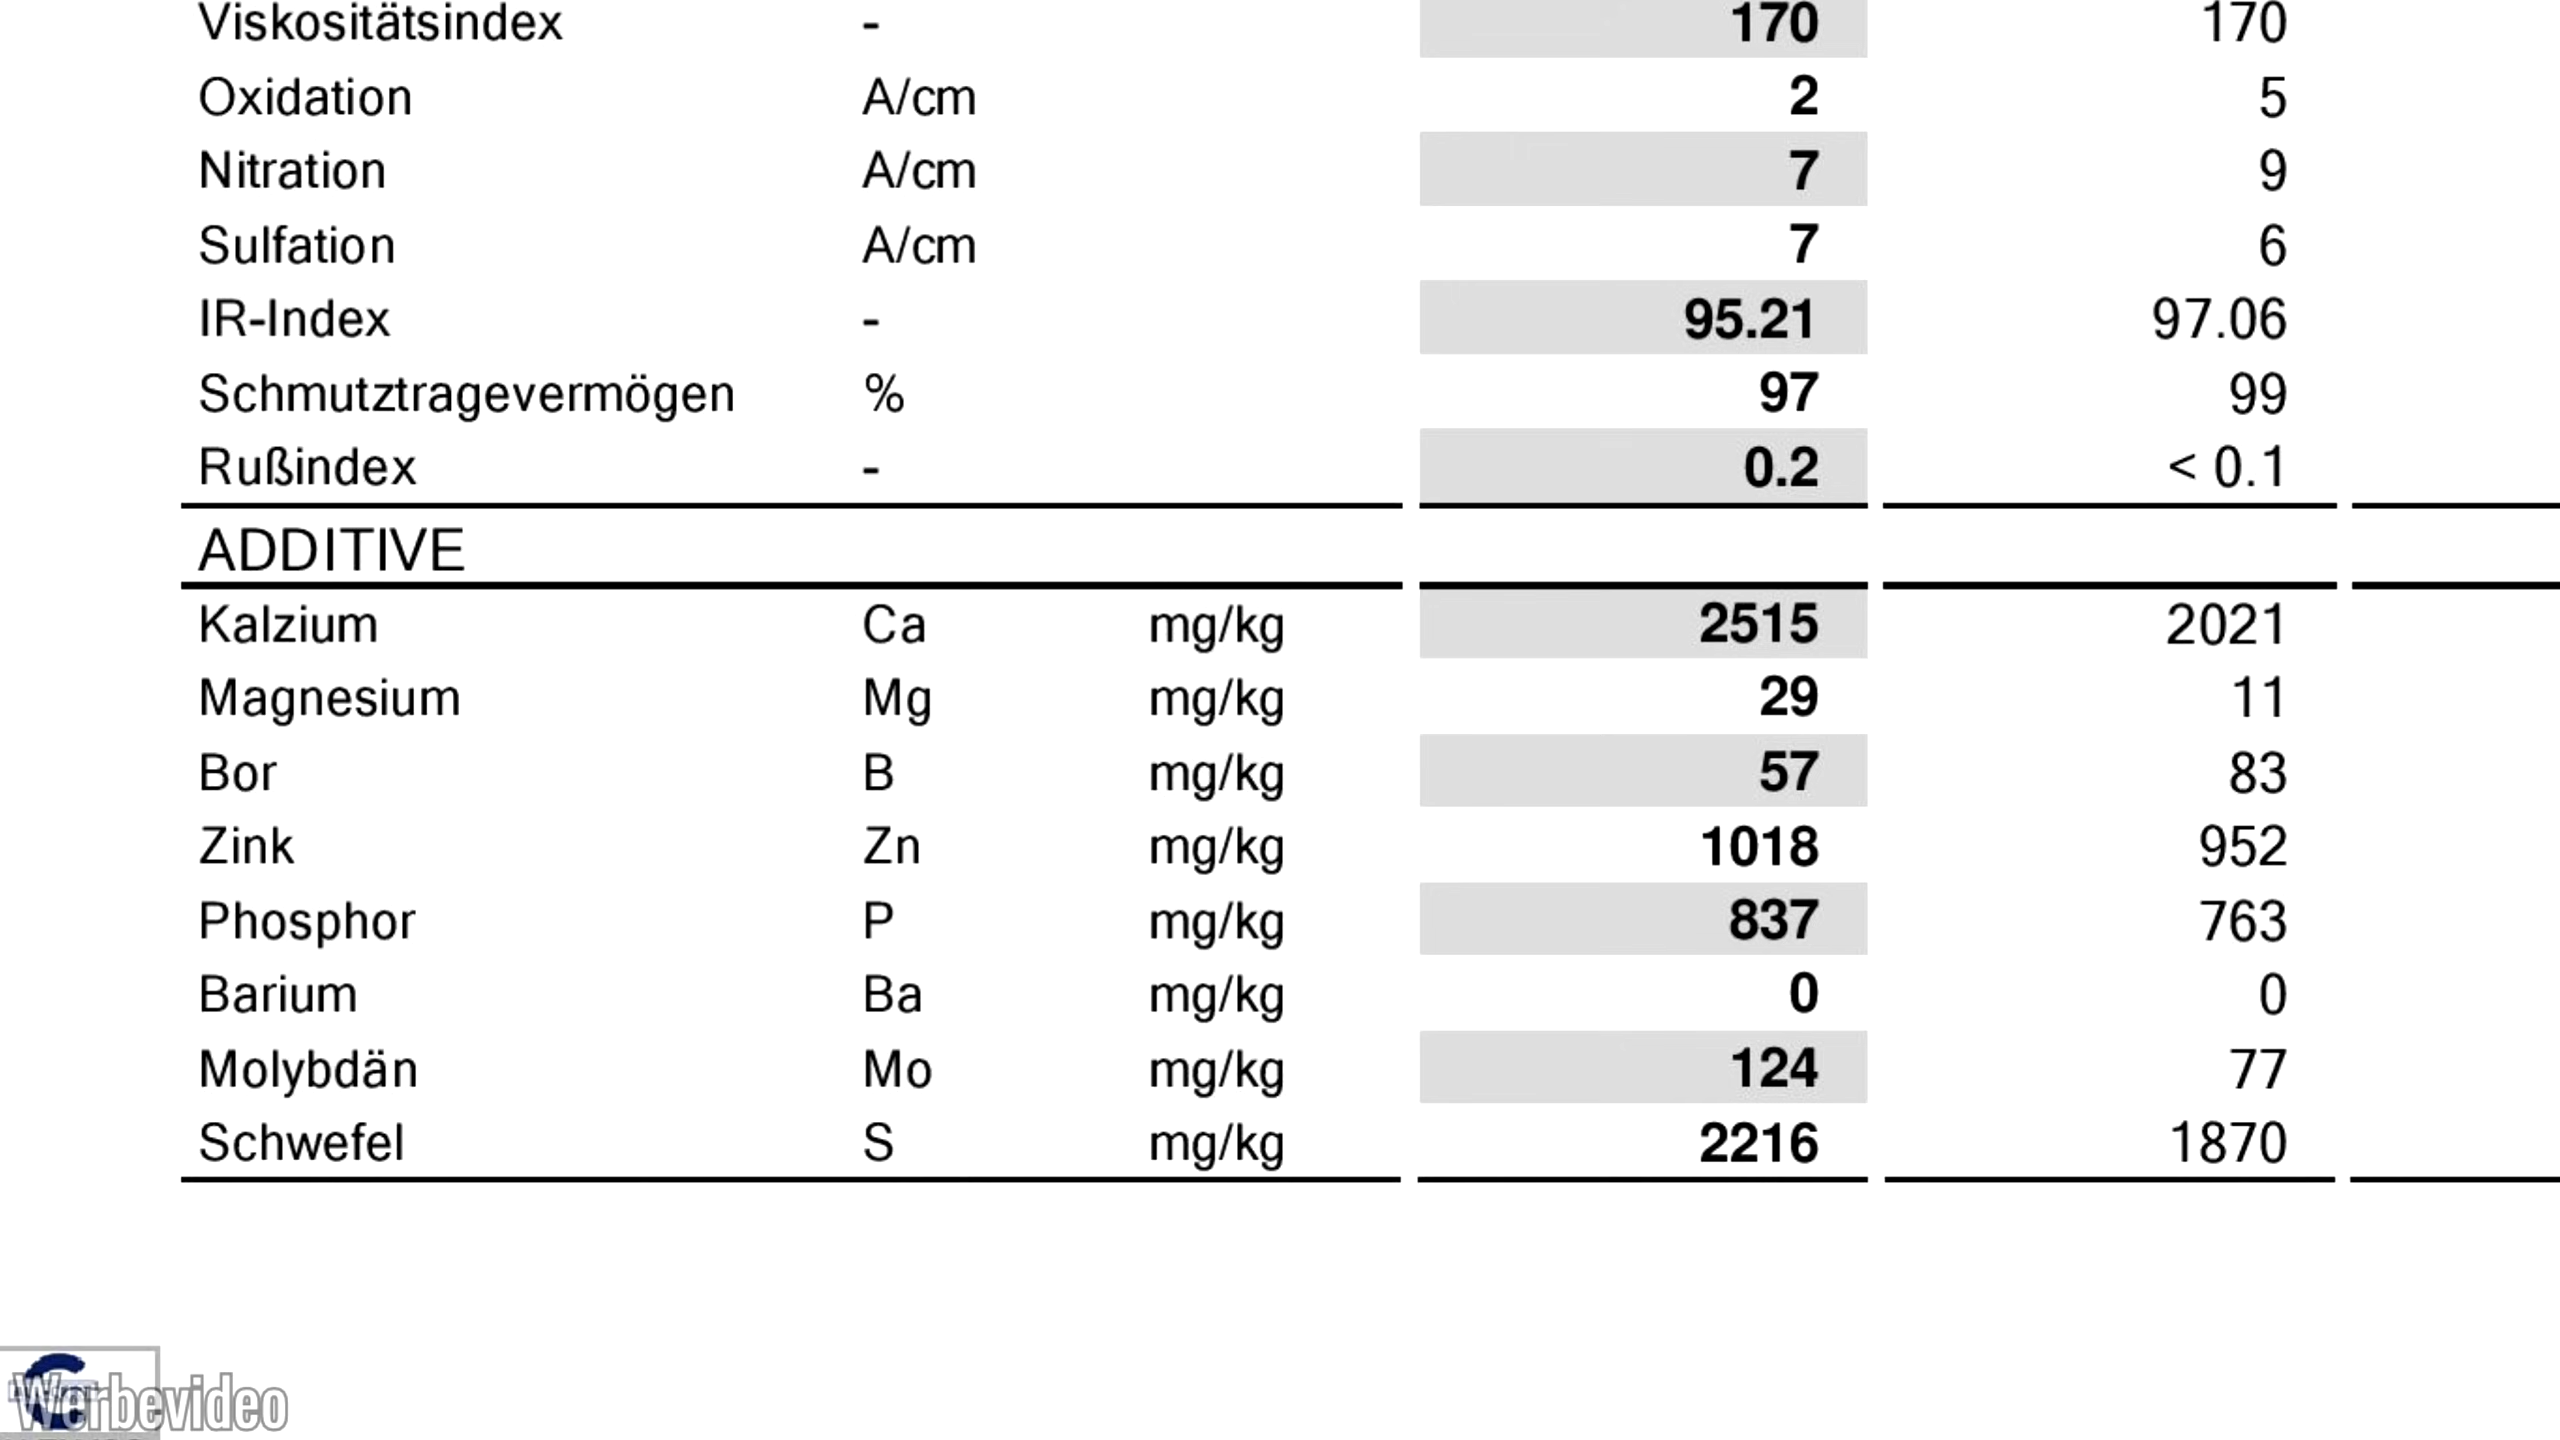 Viskositätsindex - 170 170
Oxidation A/cm 2 5
Nitration A/cm 7 9
Sulfation A/cm 7 6
IR-Index - 95.21 97.06
Schmutztragevermögen % 97 99
Rußindex - 0.2 < 0.1
ADDITIVE
Kalzium Ca mg/kg 2515 2021
Magnesium Mg mg/kg 29 11
Bor B mg/kg 57 83
Zink Zn mg/kg 1018 952
Phosphor P mg/kg 837 763
Barium Ba mg/kg 0 0
Molybdän Mo mg/kg 124 77
Schwefel S mg/kg 2216 1870
Werbevideo